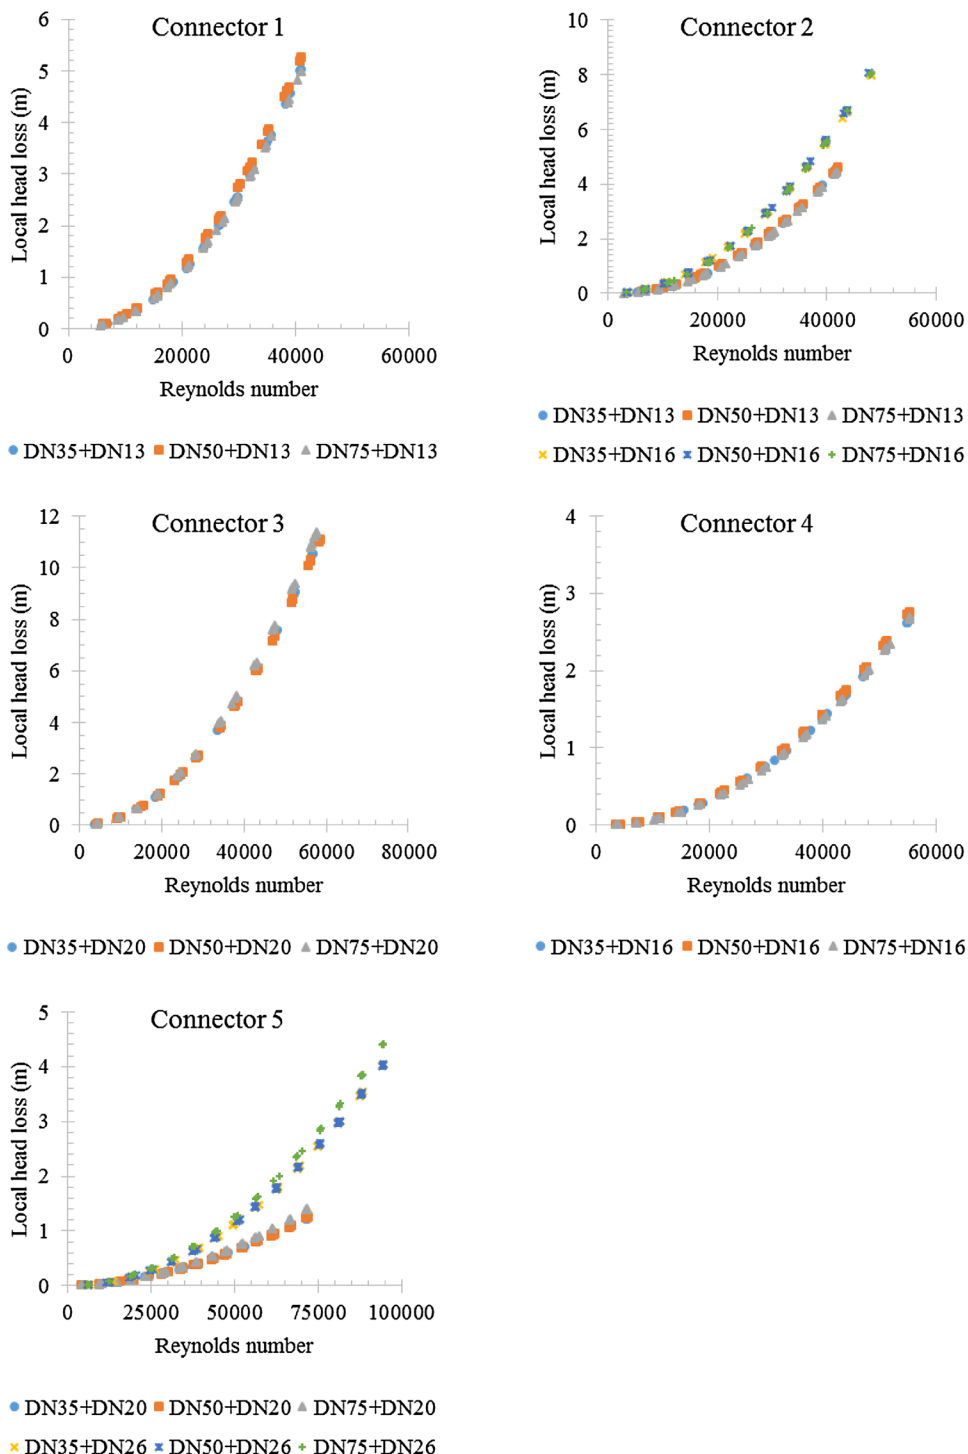 Connector 1
Local head loss (m)
6
5
4
3
2
1
0
0 20000 40000 60000
Reynolds number
DN35+DN13 DN50+DN13 DN75+DN13
Connector 2
Local head loss (m)
10
8
6
4
2
0
0 20000 40000 60000
Reynolds number
DN35+DN13 DN50+DN13 DN75+DN13
DN35+DN16 DN50+DN16 DN75+DN16
Connector 3
Local head loss (m)
12
10
8
6
4
2
0
0 20000 40000 60000 80000
Reynolds number
DN35+DN20 DN50+DN20 DN75+DN20
Connector 4
Local head loss (m)
4
3
2
1
0
0 20000 40000 60000
Reynolds number
DN35+DN16 DN50+DN16 DN75+DN16
Connector 5
Local head loss (m)
5
4
3
2
1
0
0 25000 50000 75000 100000
Reynolds number
DN35+DN20 DN50+DN20 DN75+DN20
DN35+DN26 DN50+DN26 DN75+DN26